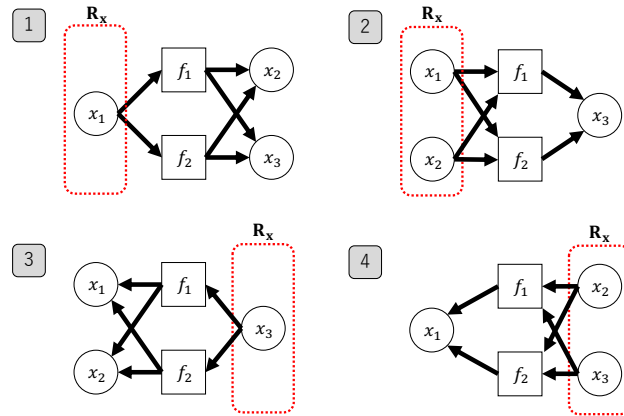 1
Rₓ
x₁
f₁
f₂
x₂
x₃
2
Rₓ
x₁
x₂
f₁
f₂
x₃
3
Rₓ
x₁
x₂
f₁
f₂
x₃
4
Rₓ
x₁
f₁
f₂
x₂
x₃